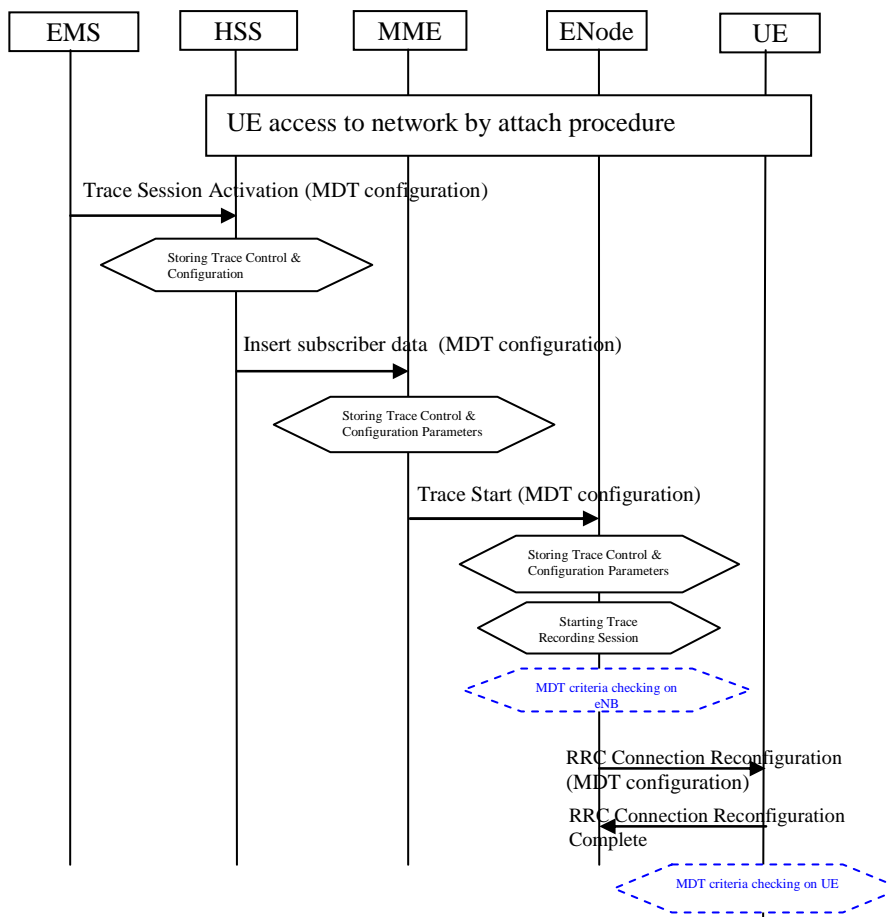 EMS
HSS
MME
ENode
UE
UE access to network by attach procedure
Trace Session Activation (MDT configuration)
Storing Trace Control &
Configuration
Insert subscriber data (MDT configuration)
Storing Trace Control &
Configuration Parameters
Trace Start (MDT configuration)
Storing Trace Control &
Configuration Parameters
Starting Trace
Recording Session
MDT criteria checking on
eNB
RRC Connection Reconfiguration
(MDT configuration)
RRC Connection Reconfiguration
Complete
MDT criteria checking on UE